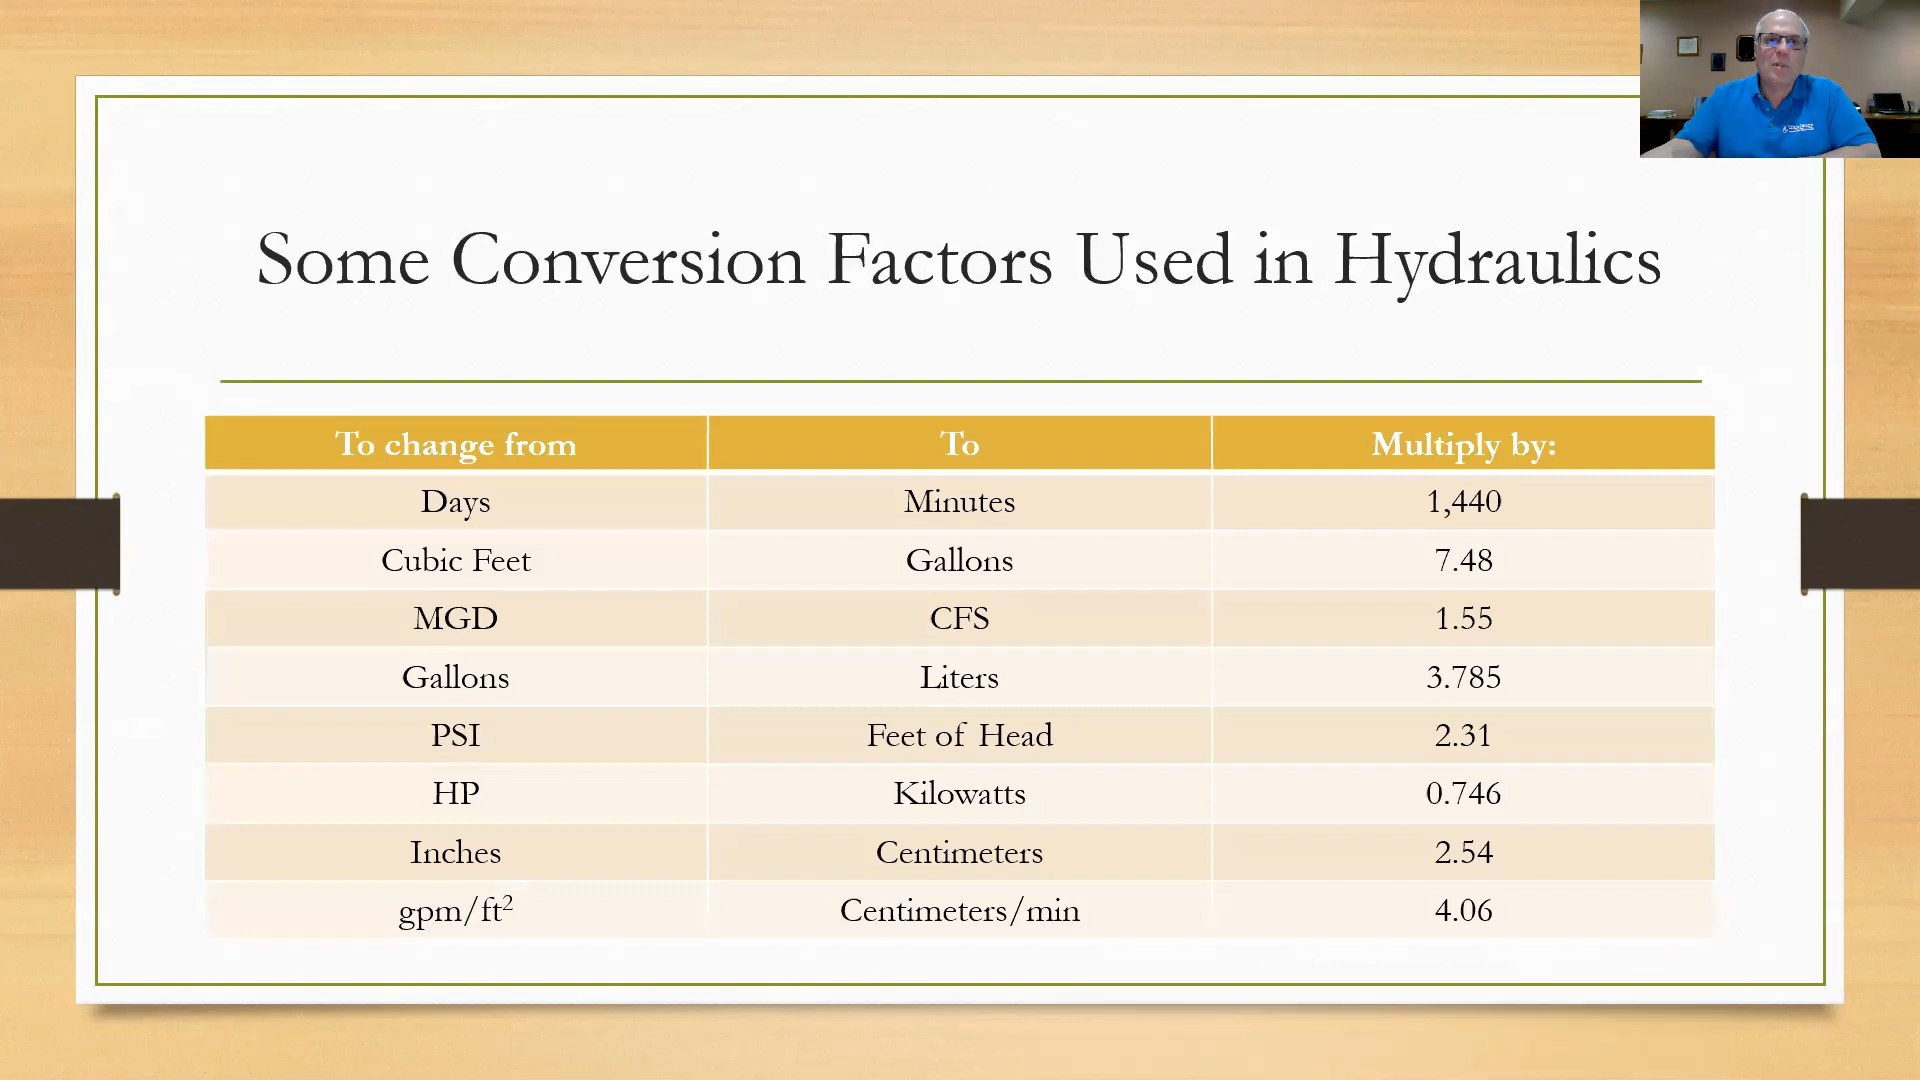 Some Conversion Factors Used in Hydraulics
To change from To Multiply by:
Days Minutes 1,440
Cubic Feet Gallons 7.48
MGD CFS 1.55
Gallons Liters 3.785
PSI Feet of Head 2.31
HP Kilowatts 0.746
Inches Centimeters 2.54
gpm/ft² Centimeters/min 4.06